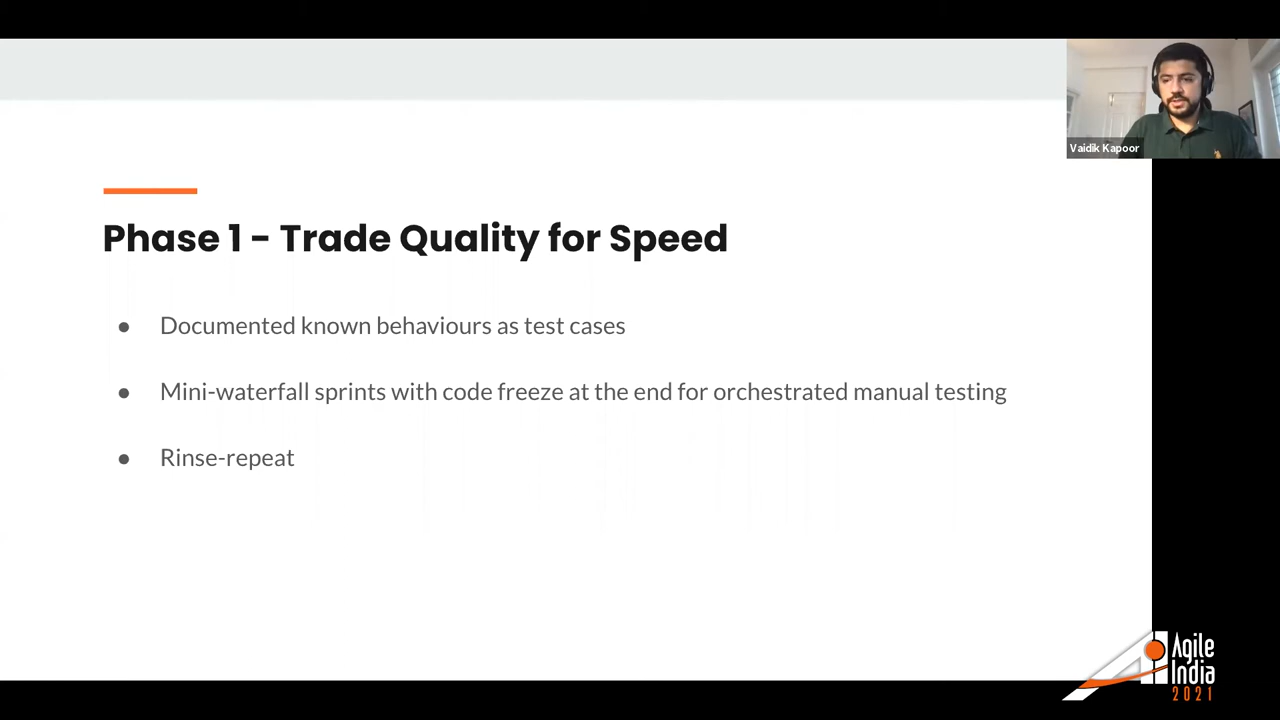 Vaidik Kapoor
Phase 1 - Trade Quality for Speed
● Documented known behaviours as test cases
● Mini-waterfall sprints with code freeze at the end for orchestrated manual testing
● Rinse-repeat
Agile
India
2021